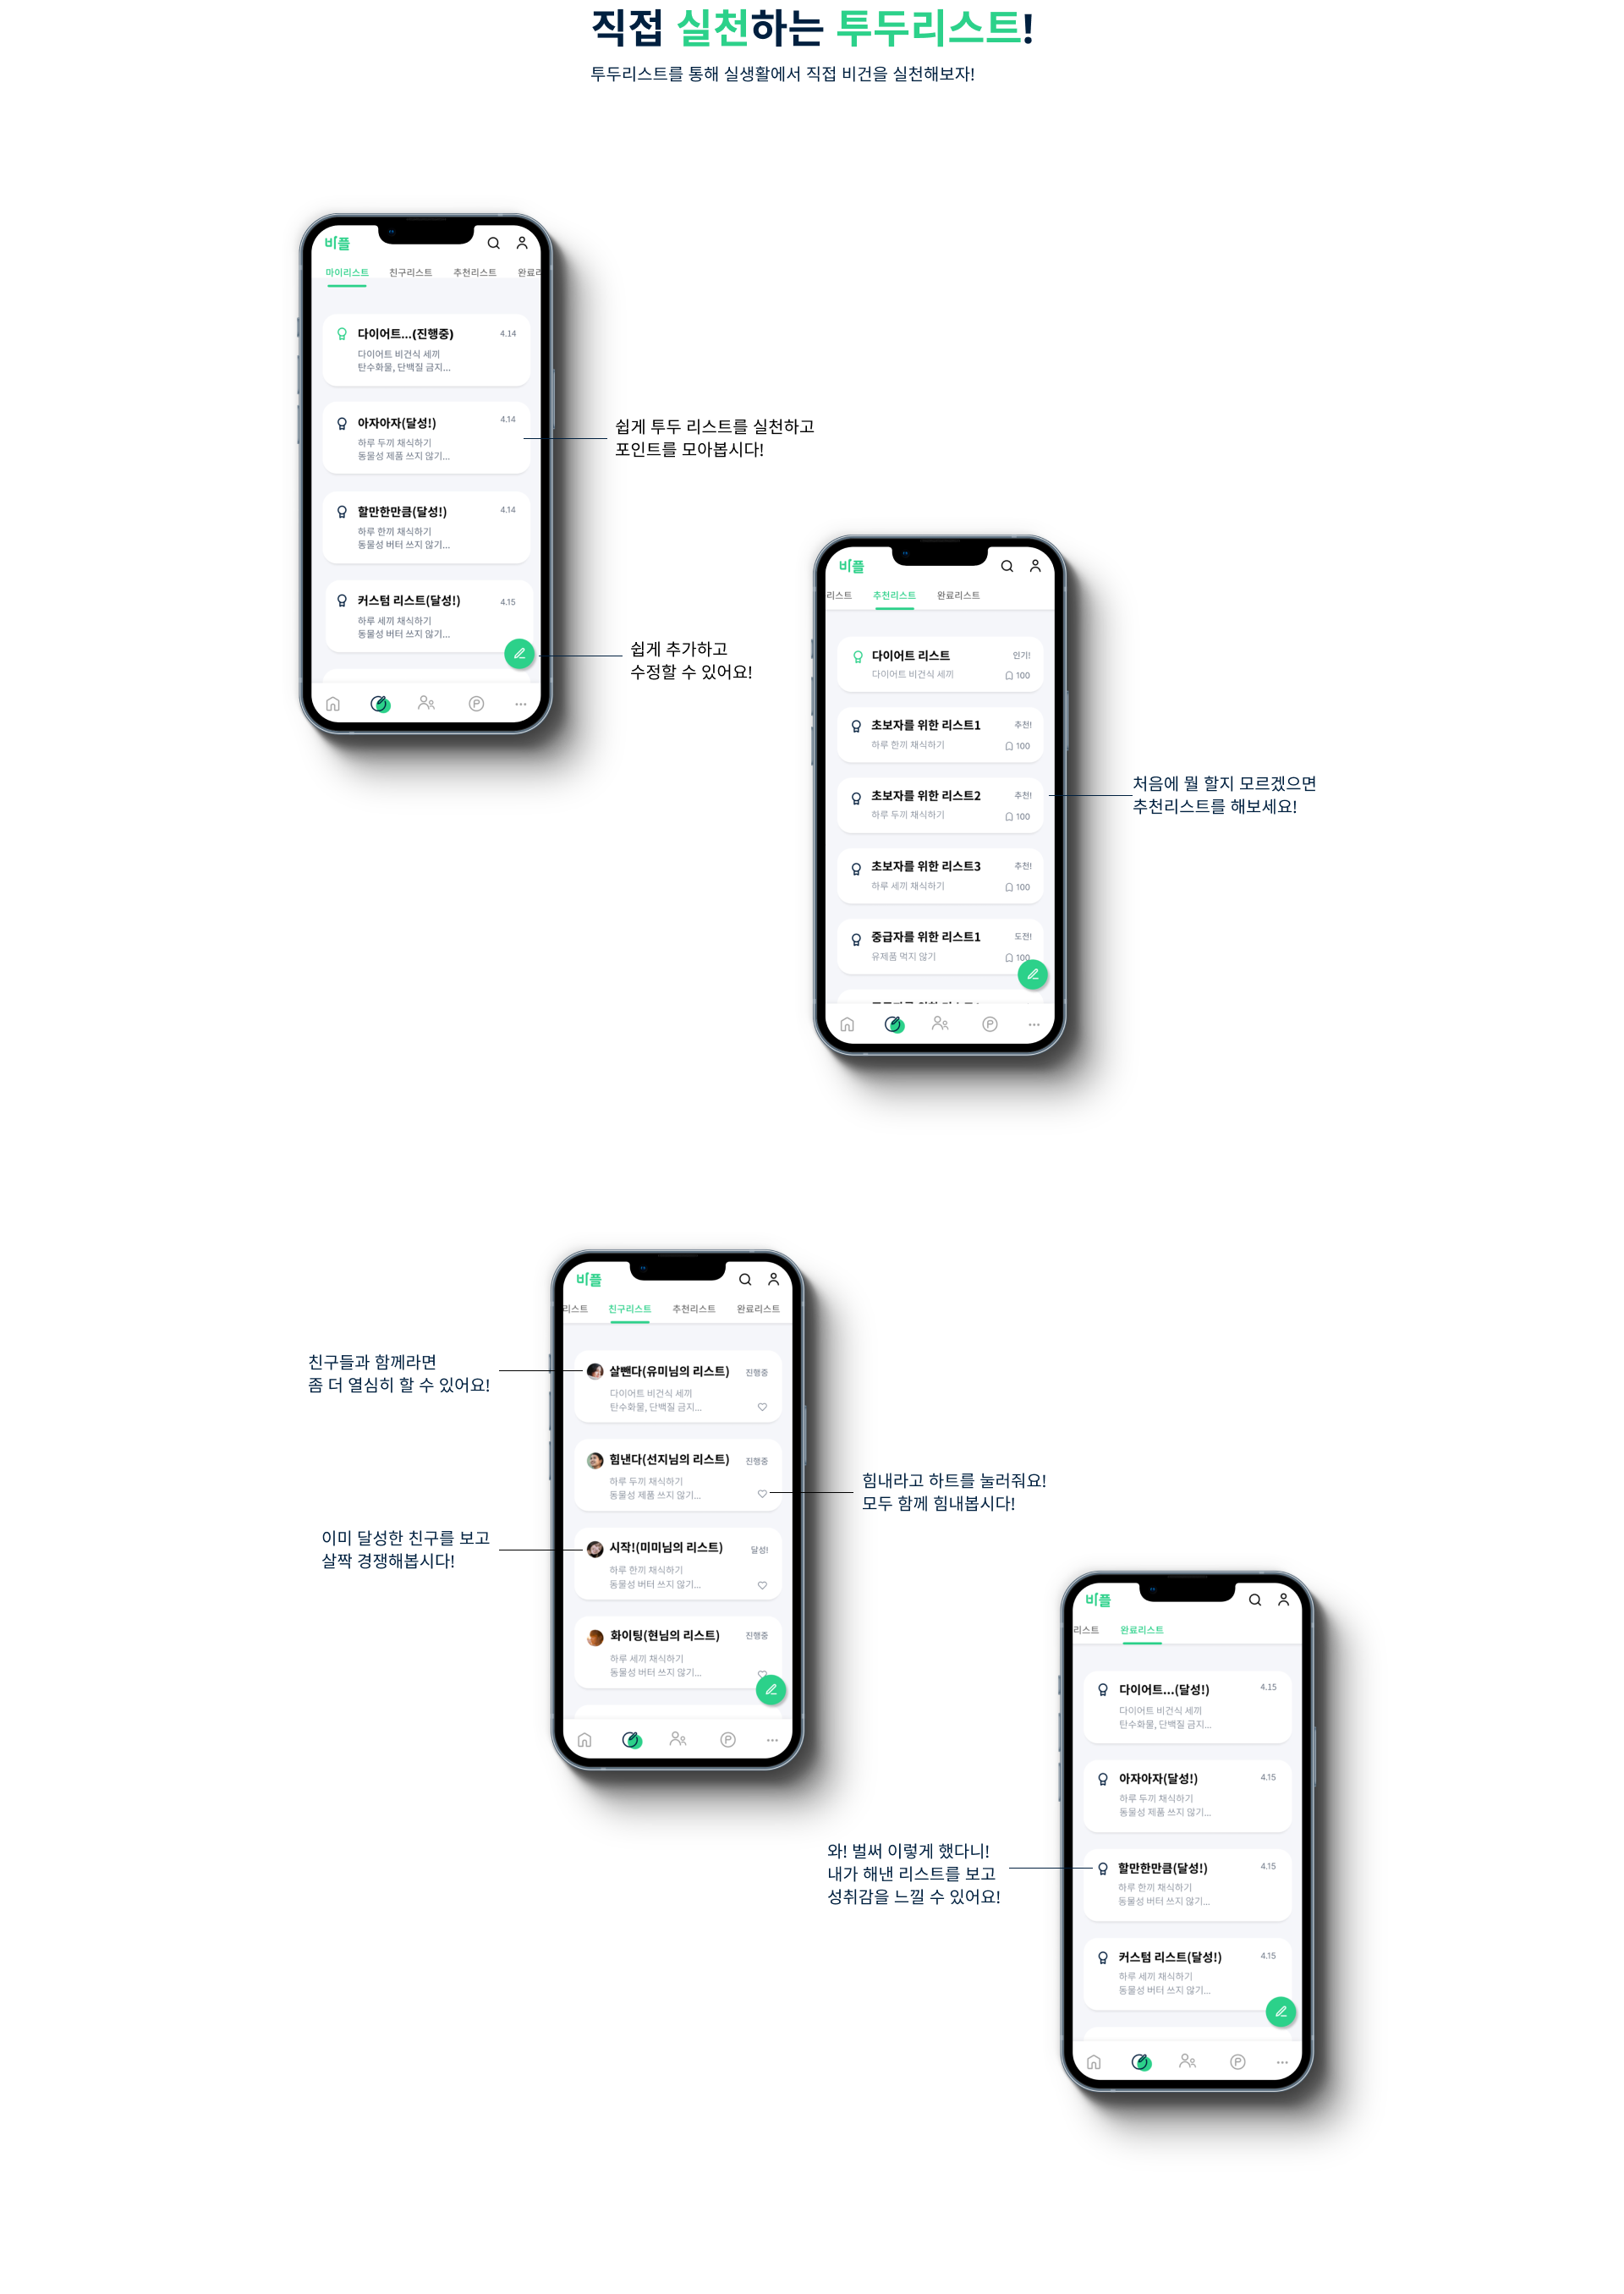 직접 실천하는 투두리스트!
투두리스트를 통해 실생활에서 직접 비건을 실천해보자!
비플
마이리스트 친구리스트 추천리스트 완료리
다이어트...(진행중) 4.14
다이어트 비건식 세끼
탄수화물, 단백질 금지...
아자아자(달성!) 4.14
하루 두끼 채식하기
동물성 제품 쓰지 않기...
할만한만큼(달성!) 4.14
하루 한끼 채식하기
동물성 버터 쓰지 않기...
커스텀 리스트(달성!) 4.15
하루 세끼 채식하기
동물성 버터 쓰지 않기...
P
쉽게 투두 리스트를 실천하고
포인트를 모아봅시다!
쉽게 추가하고
수정할 수 있어요!
비플
리스트 추천리스트 완료리스트
다이어트 리스트 인기!
다이어트 비건식 세끼 100
초보자를 위한 리스트1 추천!
하루 한끼 채식하기 100
초보자를 위한 리스트2 추천!
하루 두끼 채식하기 100
초보자를 위한 리스트3 추천!
하루 세끼 채식하기 100
중급자를 위한 리스트1 도전!
유제품 먹지 않기 100
P
처음에 뭘 할지 모르겠으면
추천리스트를 해보세요!
비플
리스트 친구리스트 추천리스트 완료리스트
살뺀다(유미님의 리스트) 진행중
다이어트 비건식 세끼
탄수화물, 단백질 금지...
힘낸다(선지님의 리스트) 진행중
하루 두끼 채식하기
동물성 제품 쓰지 않기...
시작!(미미님의 리스트) 달성!
하루 한끼 채식하기
동물성 버터 쓰지 않기...
화이팅(현님의 리스트) 진행중
하루 세끼 채식하기
동물성 버터 쓰지 않기...
P
친구들과 함께라면
좀 더 열심히 할 수 있어요!
힘내라고 하트를 눌러줘요!
모두 함께 힘내봅시다!
이미 달성한 친구를 보고
살짝 경쟁해봅시다!
비플
리스트 완료리스트
다이어트...(달성!) 4.15
다이어트 비건식 세끼
탄수화물, 단백질 금지...
아자아자(달성!) 4.15
하루 두끼 채식하기
동물성 제품 쓰지 않기...
할만한만큼(달성!) 4.15
하루 한끼 채식하기
동물성 버터 쓰지 않기...
커스텀 리스트(달성!) 4.15
하루 세끼 채식하기
동물성 버터 쓰지 않기...
P
와! 벌써 이렇게 했다니!
내가 해낸 리스트를 보고
성취감을 느낄 수 있어요!